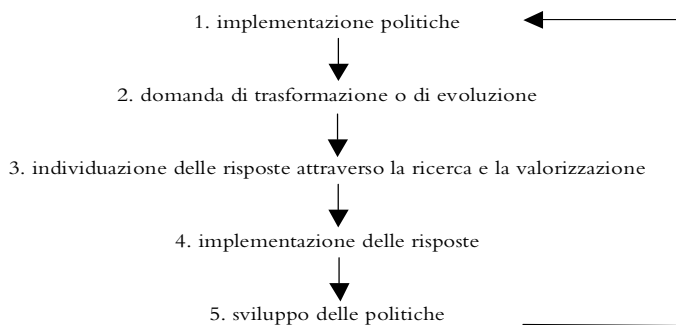 1. implementazione politiche
2. domanda di trasformazione o di evoluzione
3. individuazione delle risposte attraverso la ricerca e la valorizzazione
4. implementazione delle risposte
5. sviluppo delle politiche